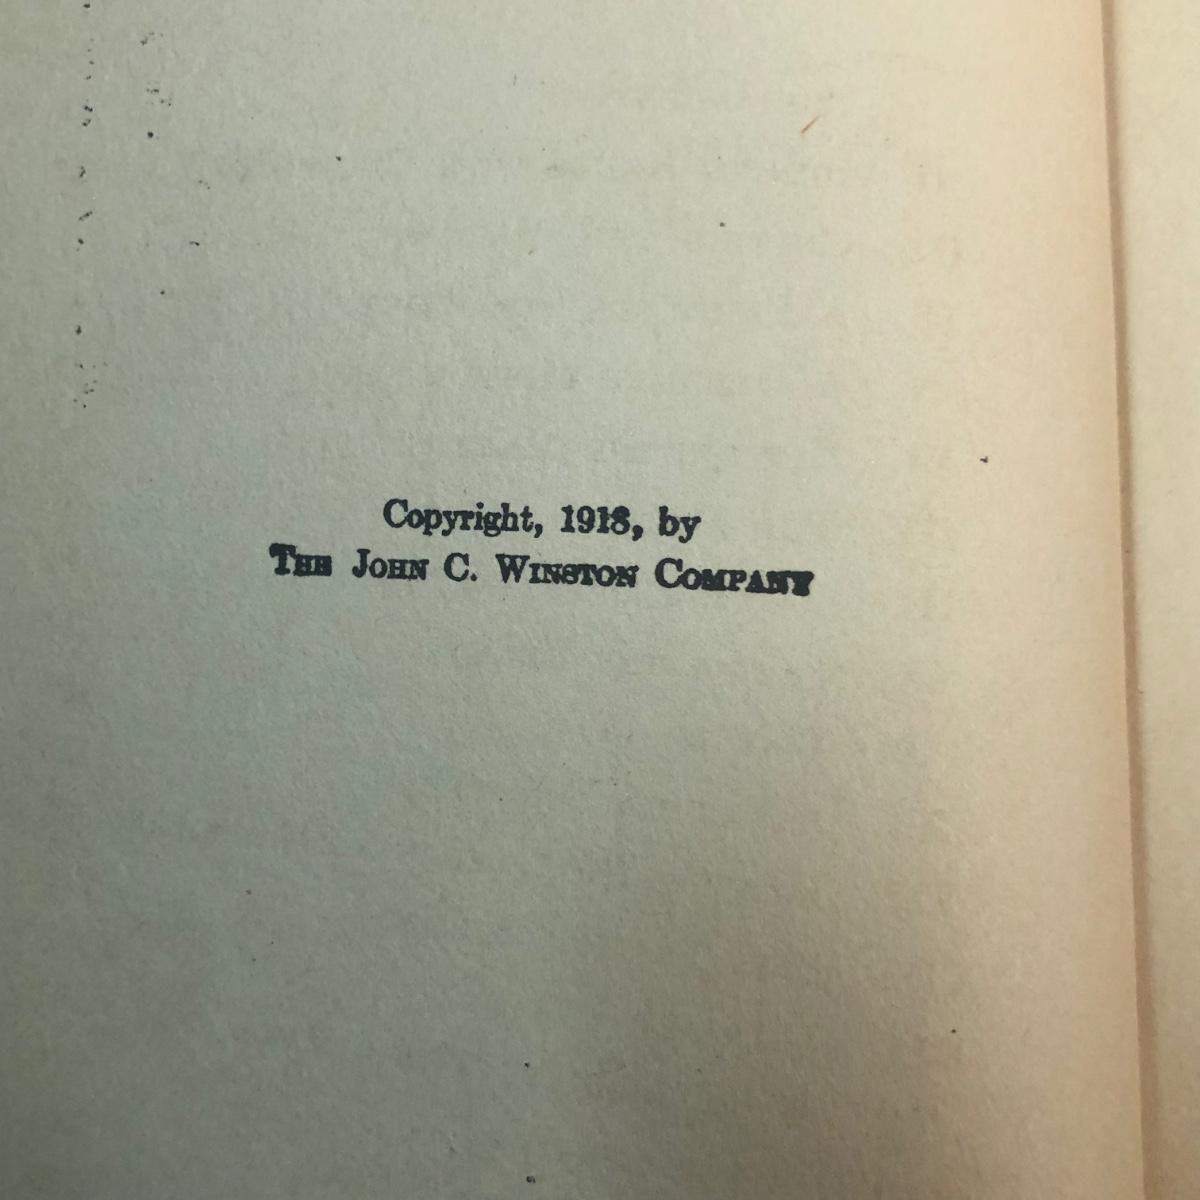 Copyright, 1918, by
The John C. Winston Company